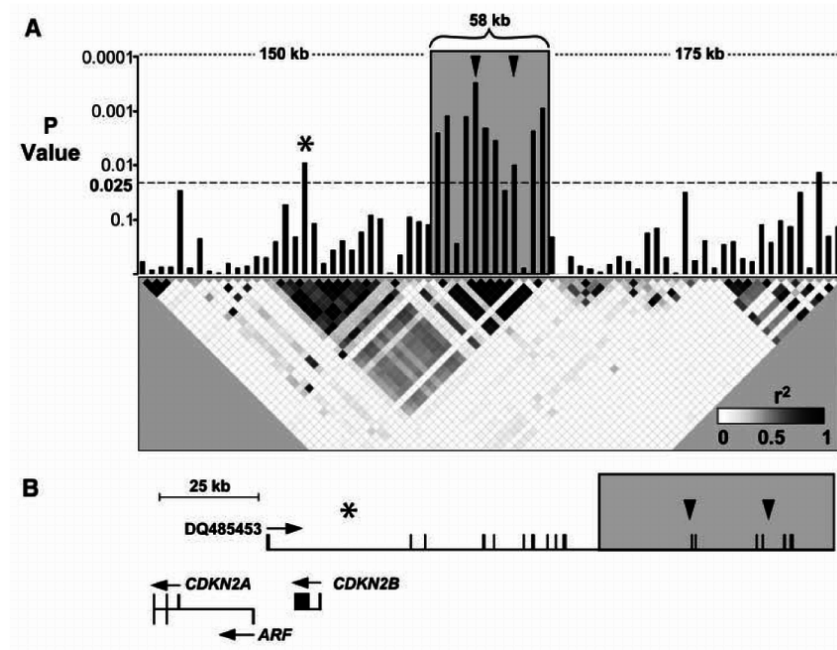 A
58 kb
150 kb
175 kb
0.0001
0.001
P
Value
0.01
*
0.025
0.1
r²
0 0.5 1
B
25 kb
*
DQ485453
CDKN2A
CDKN2B
ARF